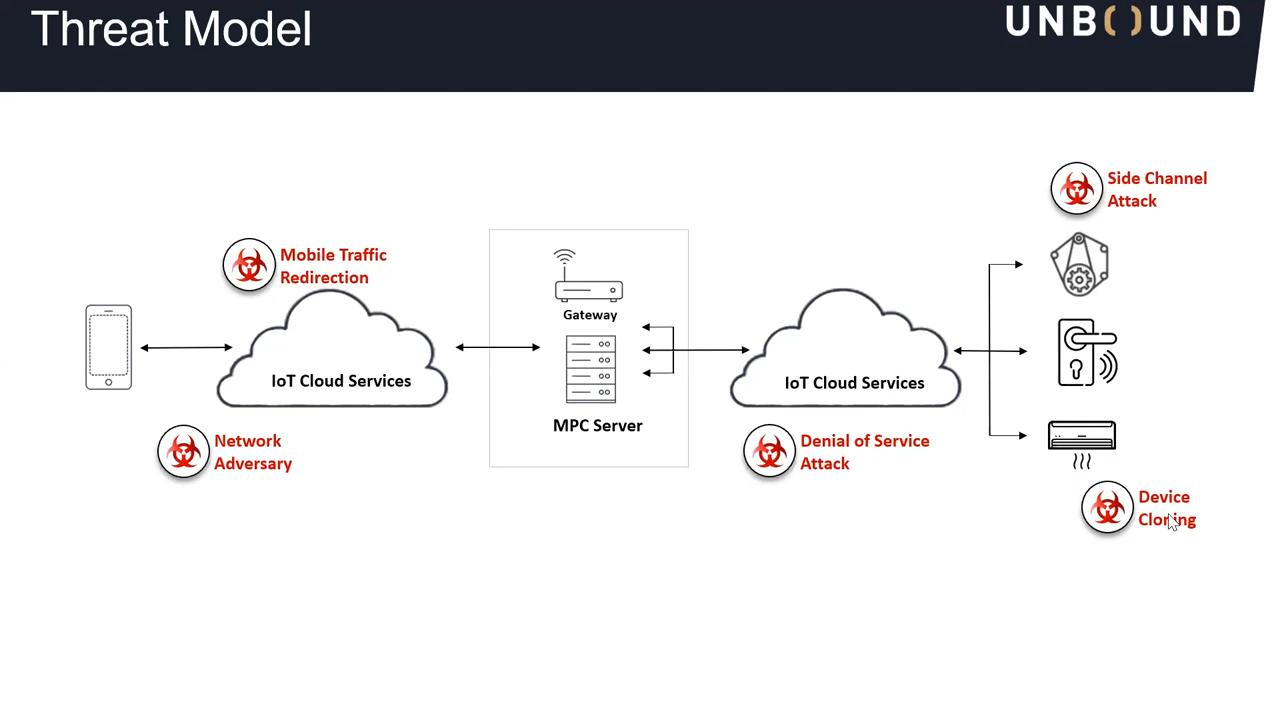 Threat Model
UNBOUND
Side Channel
Attack
Mobile Traffic
Redirection
Gateway
IoT Cloud Services
MPC Server
IoT Cloud Services
Network
Adversary
Denial of Service
Attack
Device
Cloning